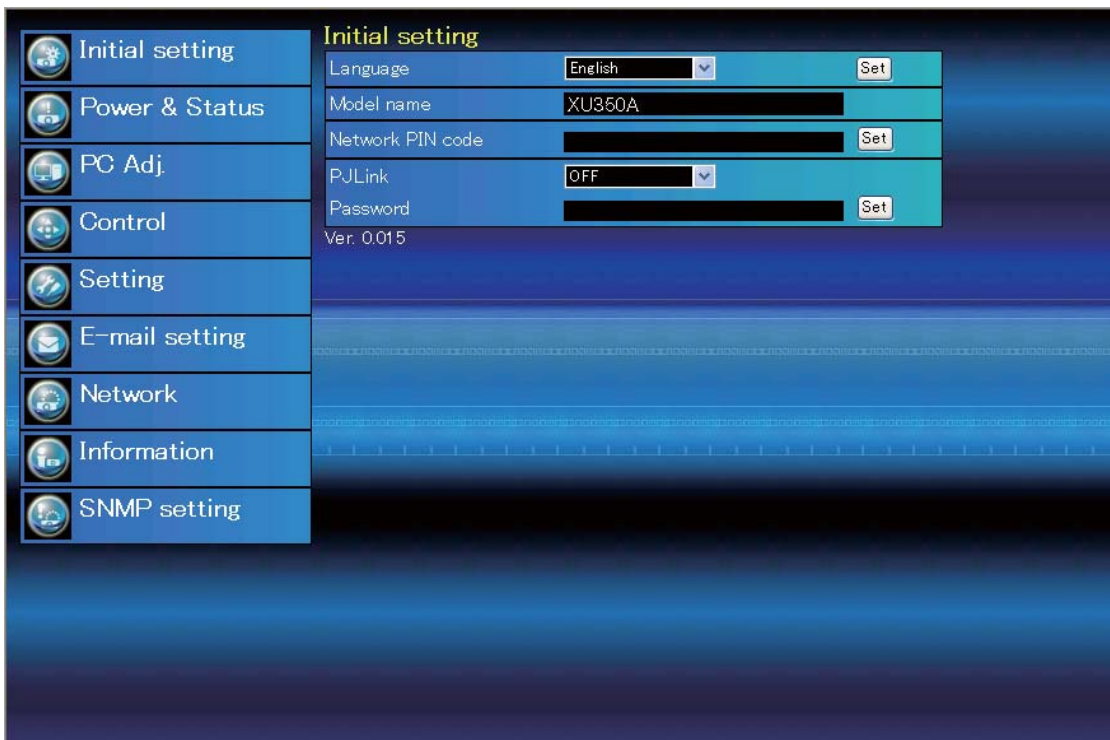 Initial setting
Power & Status
PC Adj.
Control
Setting
E-mail setting
Network
Information
SNMP setting
Initial setting
Language English Set
Model name XU350A
Network PIN code Set
PJLink OFF
Password Set
Ver. 0.015